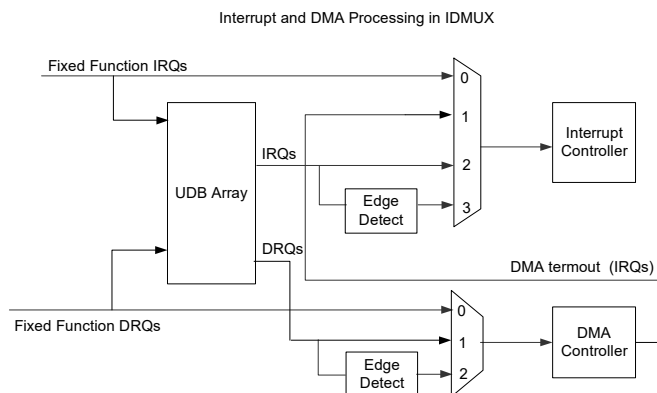 Interrupt and DMA Processing in IDMUX
Fixed Function IRQs
0
1
IRQs
2
3
UDB Array
Edge
Detect
Interrupt
Controller
DRQs
DMA termout (IRQs)
Fixed Function DRQs
0
1
2
Edge
Detect
DMA
Controller